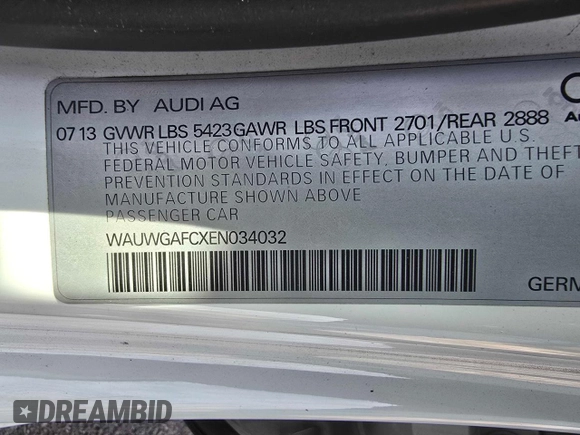 MFD. BY AUDI AG
07 13 GVWR LBS 5423 GAWR LBS FRONT 2701/REAR 2888
THIS VEHICLE CONFORMS TO ALL APPLICABLE U.S.
FEDERAL MOTOR VEHICLE SAFETY, BUMPER AND THEFT
PREVENTION STANDARDS IN EFFECT ON THE DATE OF
MANUFACTURE SHOWN ABOVE
PASSENGER CAR
WAUWGAFCXEN034032
GERM
DREAMBID